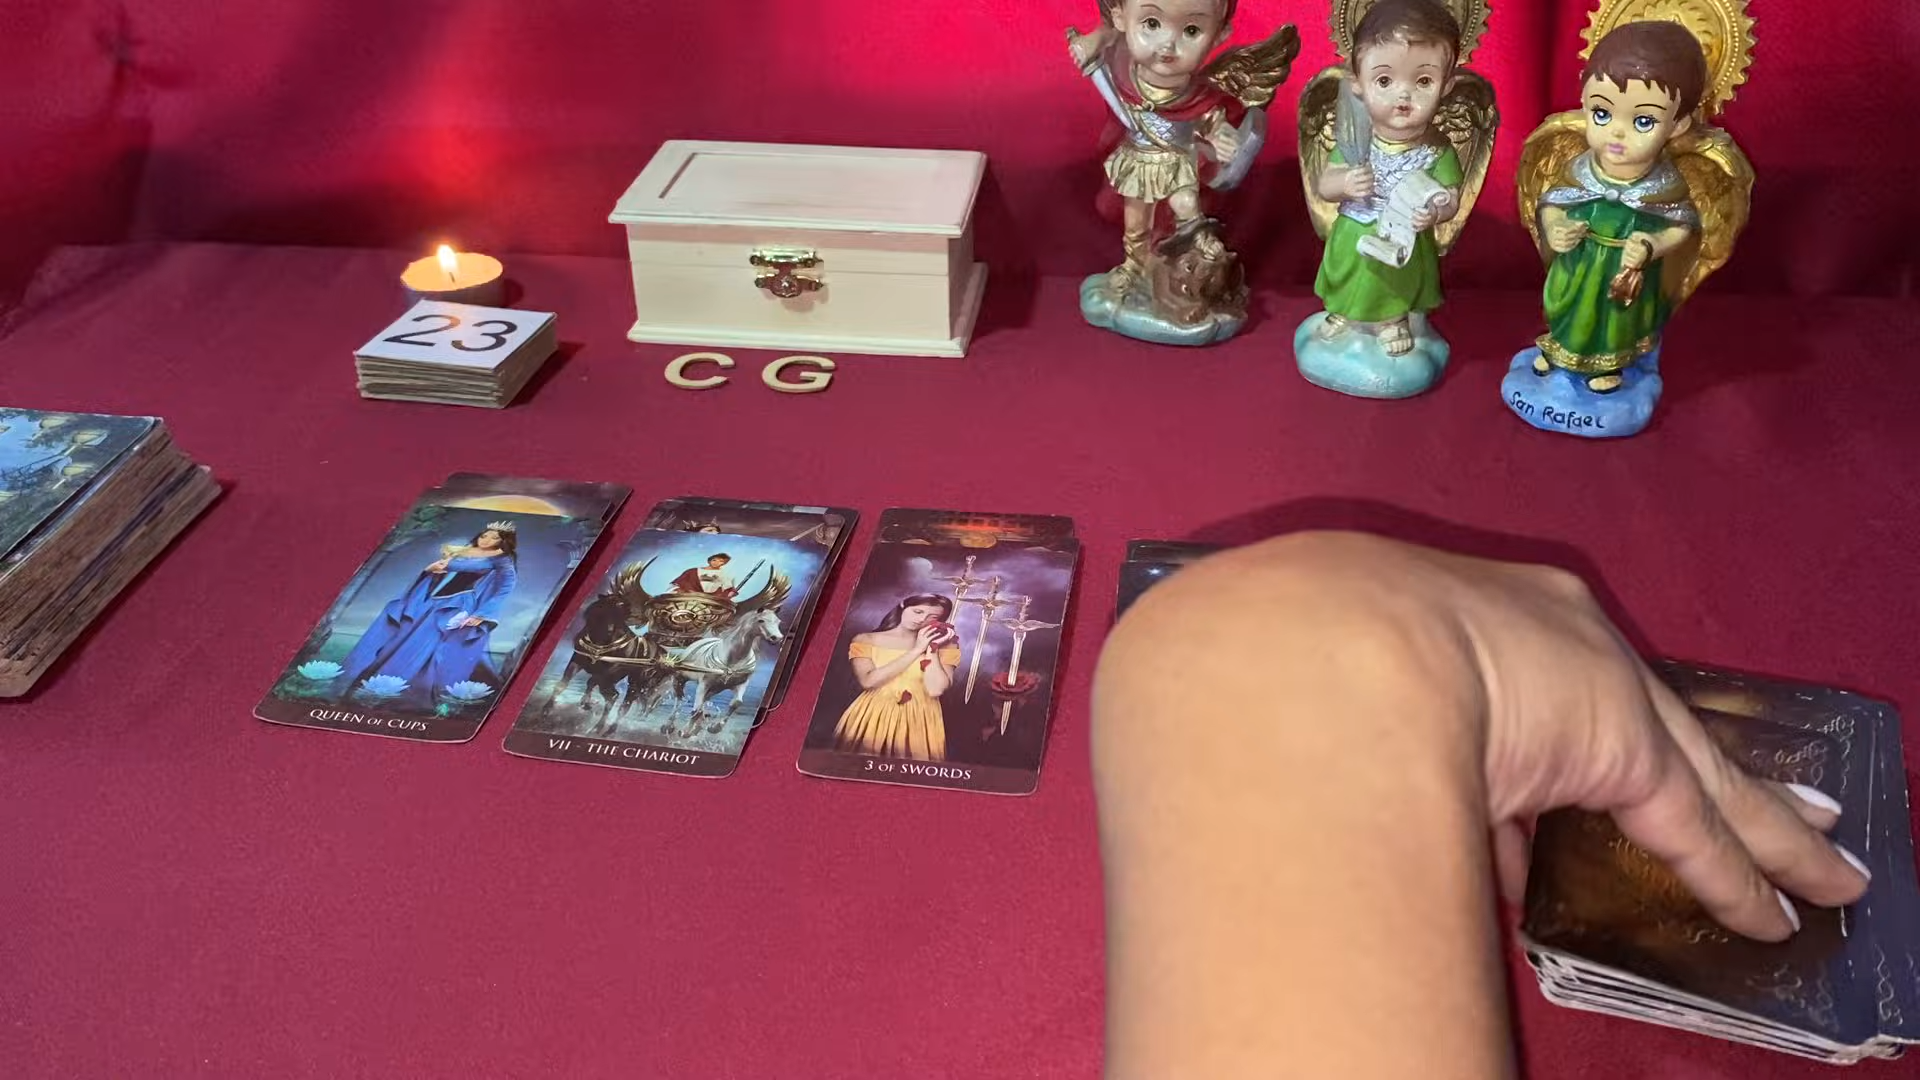 23
C G
San Rafael
QUEEN OF CUPS
VII - THE CHARIOT
3 OF SWORDS